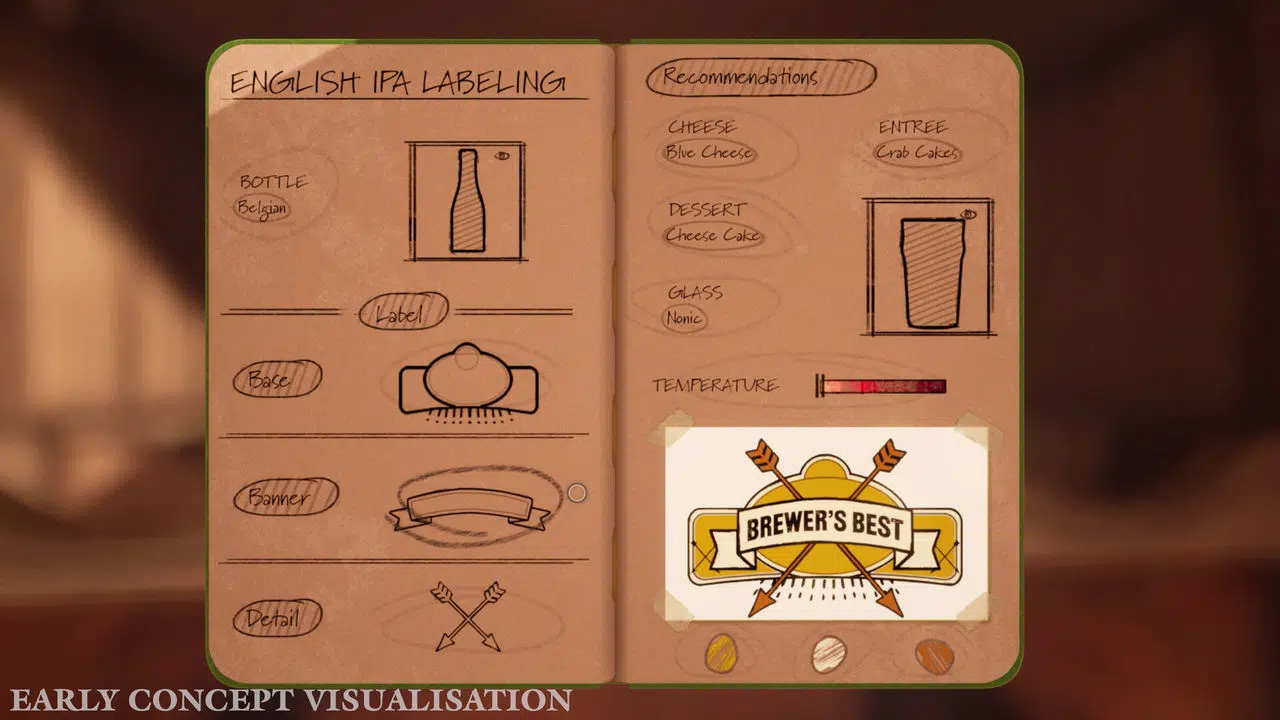 ENGLISH IPA LABELING
BOTTLE
Belgian
Label
Base
Banner
Detail
Recommendations
CHEESE
Blue Cheese
ENTREE
Crab Cakes
DESSERT
Cheese Cake
GLASS
Nonic
TEMPERATURE
BREWER'S BEST
EARLY CONCEPT VISUALISATION